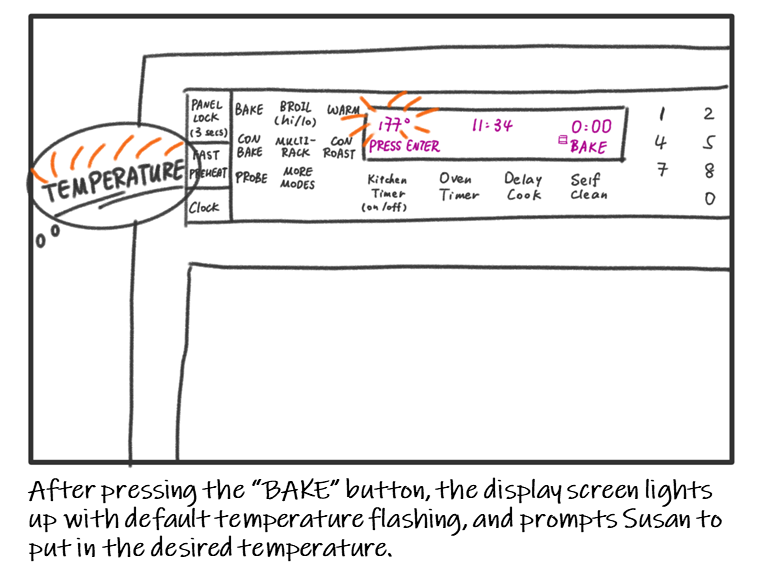 PANEL
LOCK
(3 secs)
FAST
PREHEAT
Clock
TEMPERATURE
BAKE
BROIL
(hi/lo)
WARM
CON
BAKE
MULTI-
RACK
CON
ROAST
PROBE
MORE
MODES
177°
11:34
0:00
PRESS ENTER
BAKE
Kitchen
Timer
(on/off)
Oven
Timer
Delay
Cook
Self
Clean
1 2
4 5
7 8
0
After pressing the “BAKE” button, the display screen lights
up with default temperature flashing, and prompts Susan to
put in the desired temperature.